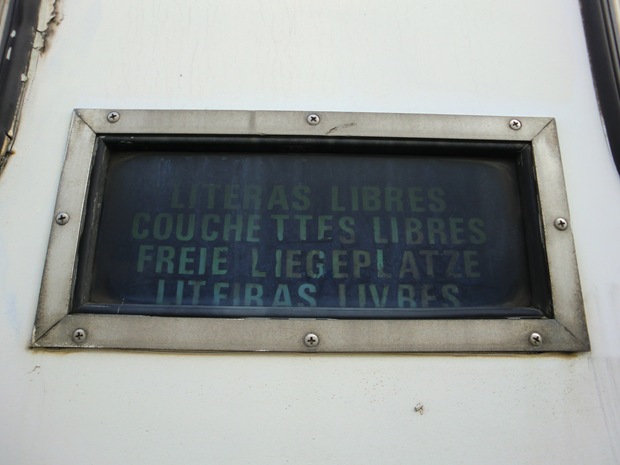 LITERAS LIBRES
COUCHETTES LIBRES
FREIE LIEGEPLATZE
LITEIRAS LIVRES